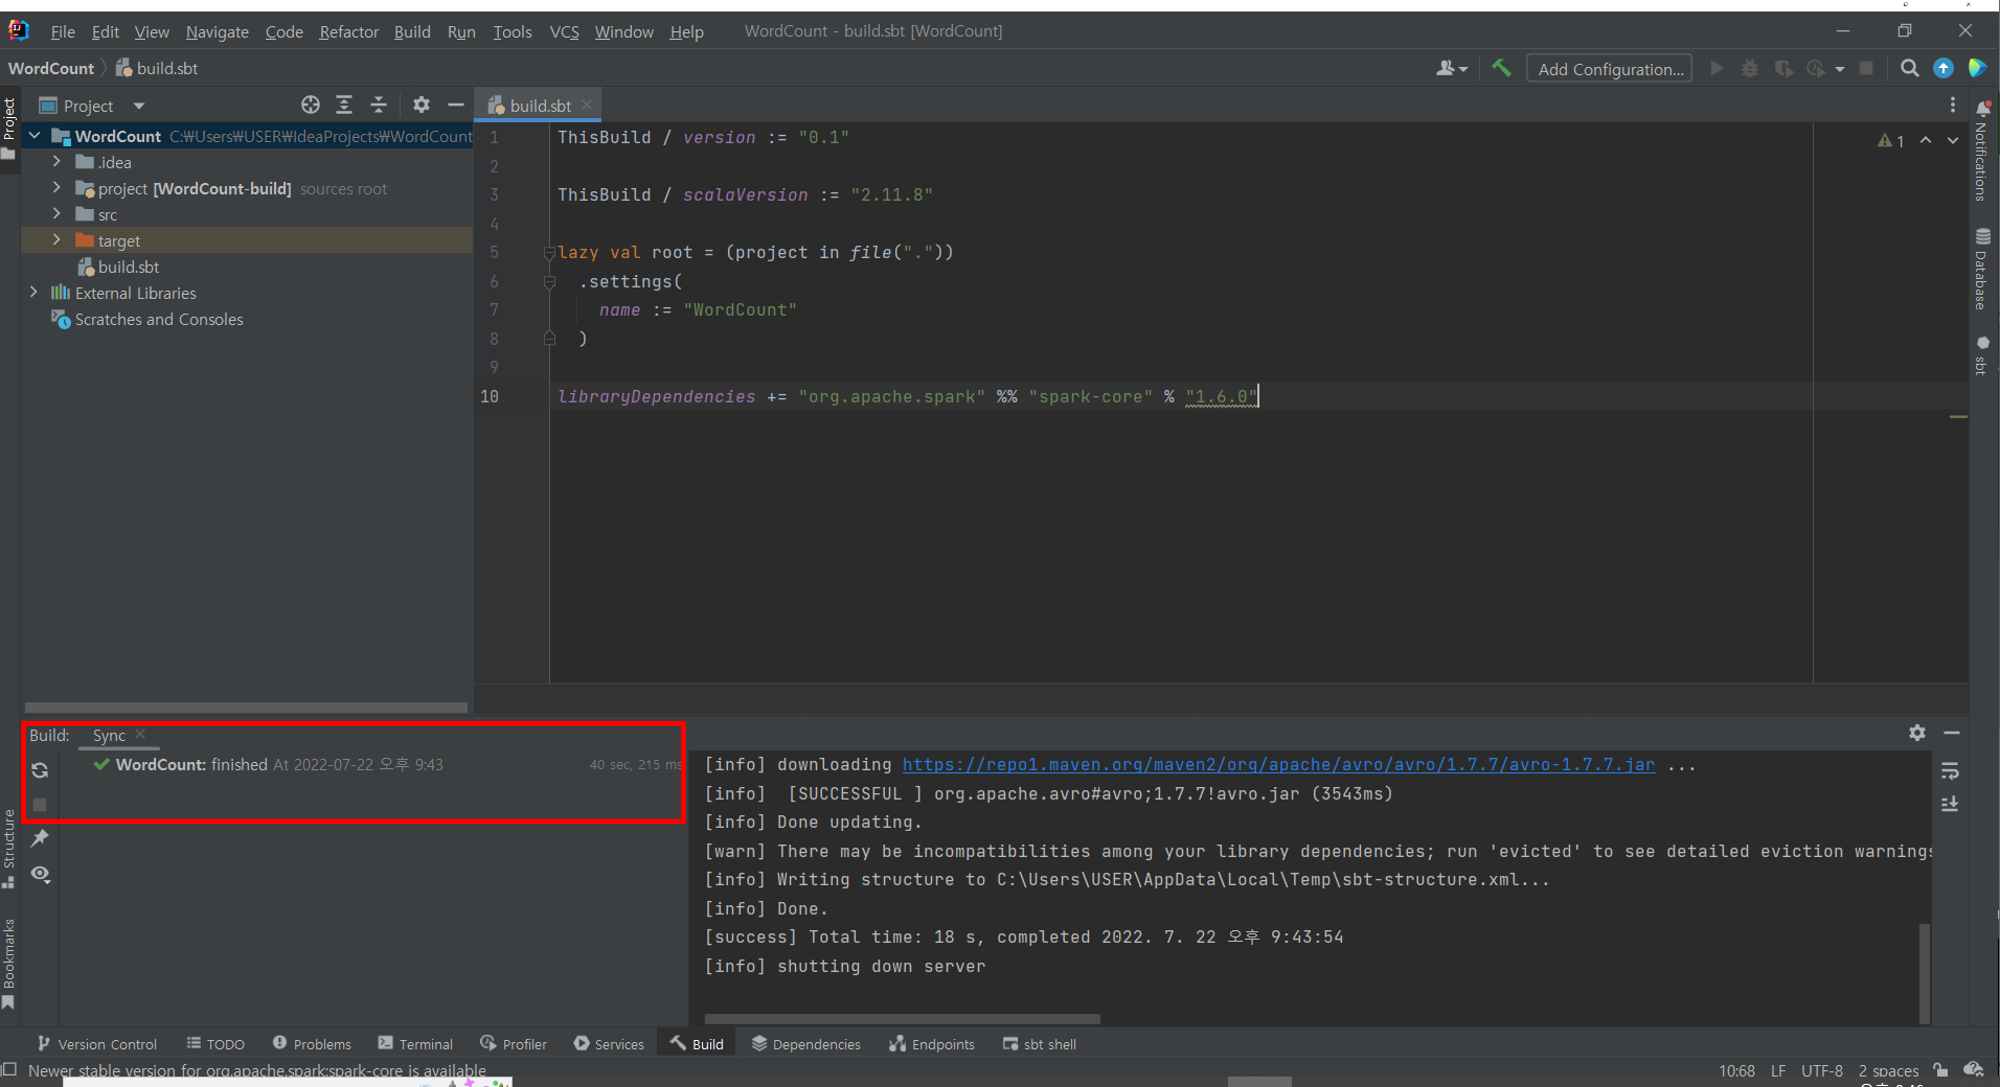 File Edit View Navigate Code Refactor Build Run Tools VCS Window Help WordCount - build.sbt [WordCount]
WordCount build.sbt Add Configuration...
Project
build.sbt
Project
WordCount C:₩Users₩USER₩IdeaProjects₩WordCount
.idea
project [WordCount-build] sources root
src
target
build.sbt
External Libraries
Scratches and Consoles
1 ThisBuild / version := "0.1"
2
3 ThisBuild / scalaVersion := "2.11.8"
4
5 lazy val root = (project in file("."))
6 .settings(
7 name := "WordCount"
8 )
9
10 libraryDependencies += "org.apache.spark" %% "spark-core" % "1.6.0"
1
Notifications
Database
sbt
Build: Sync
WordCount: finished At 2022-07-22 오후 9:43 40 sec, 215 ms
[info] downloading https://repo1.maven.org/maven2/org/apache/avro/avro/1.7.7/avro-1.7.7.jar ...
[info] [SUCCESSFUL ] org.apache.avro#avro;1.7.7!avro.jar (3543ms)
[info] Done updating.
[warn] There may be incompatibilities among your library dependencies; run 'evicted' to see detailed eviction warnings
[info] Writing structure to C:\Users\USER\AppData\Local\Temp\sbt-structure.xml...
[info] Done.
[success] Total time: 18 s, completed 2022. 7. 22 오후 9:43:54
[info] shutting down server
Structure
Bookmarks
Version Control TODO Problems Terminal Profiler Services Build Dependencies Endpoints sbt shell
Newer stable version for org.apache.spark:spark-core is available 10:68 LF UTF-8 2 spaces